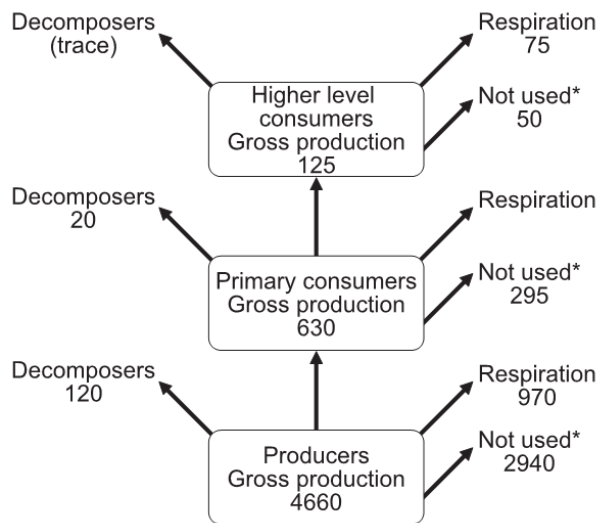 Decomposers
(trace)
Respiration
75
Higher level
consumers
Gross production
125
Not used*
50
Decomposers
20
Respiration
Primary consumers
Gross production
630
Not used*
295
Decomposers
120
Respiration
970
Producers
Gross production
4660
Not used*
2940